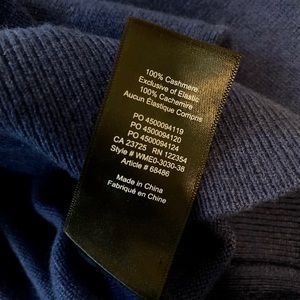 100% Cashmere
Exclusive of Elastic
100% Cachemire
Aucun Élastique Compris
PO 4500094119
PO 4500094120
PO 4500094124
CA 23725 RN 122354
Style # WME0-3030-38
Article # 68486
Made in China
Fabriqué en Chine